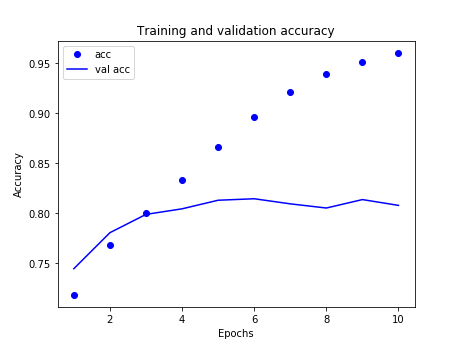 Training and validation accuracy
acc
val acc
Accuracy
0.95
0.90
0.85
0.80
0.75
2 4 6 8 10
Epochs